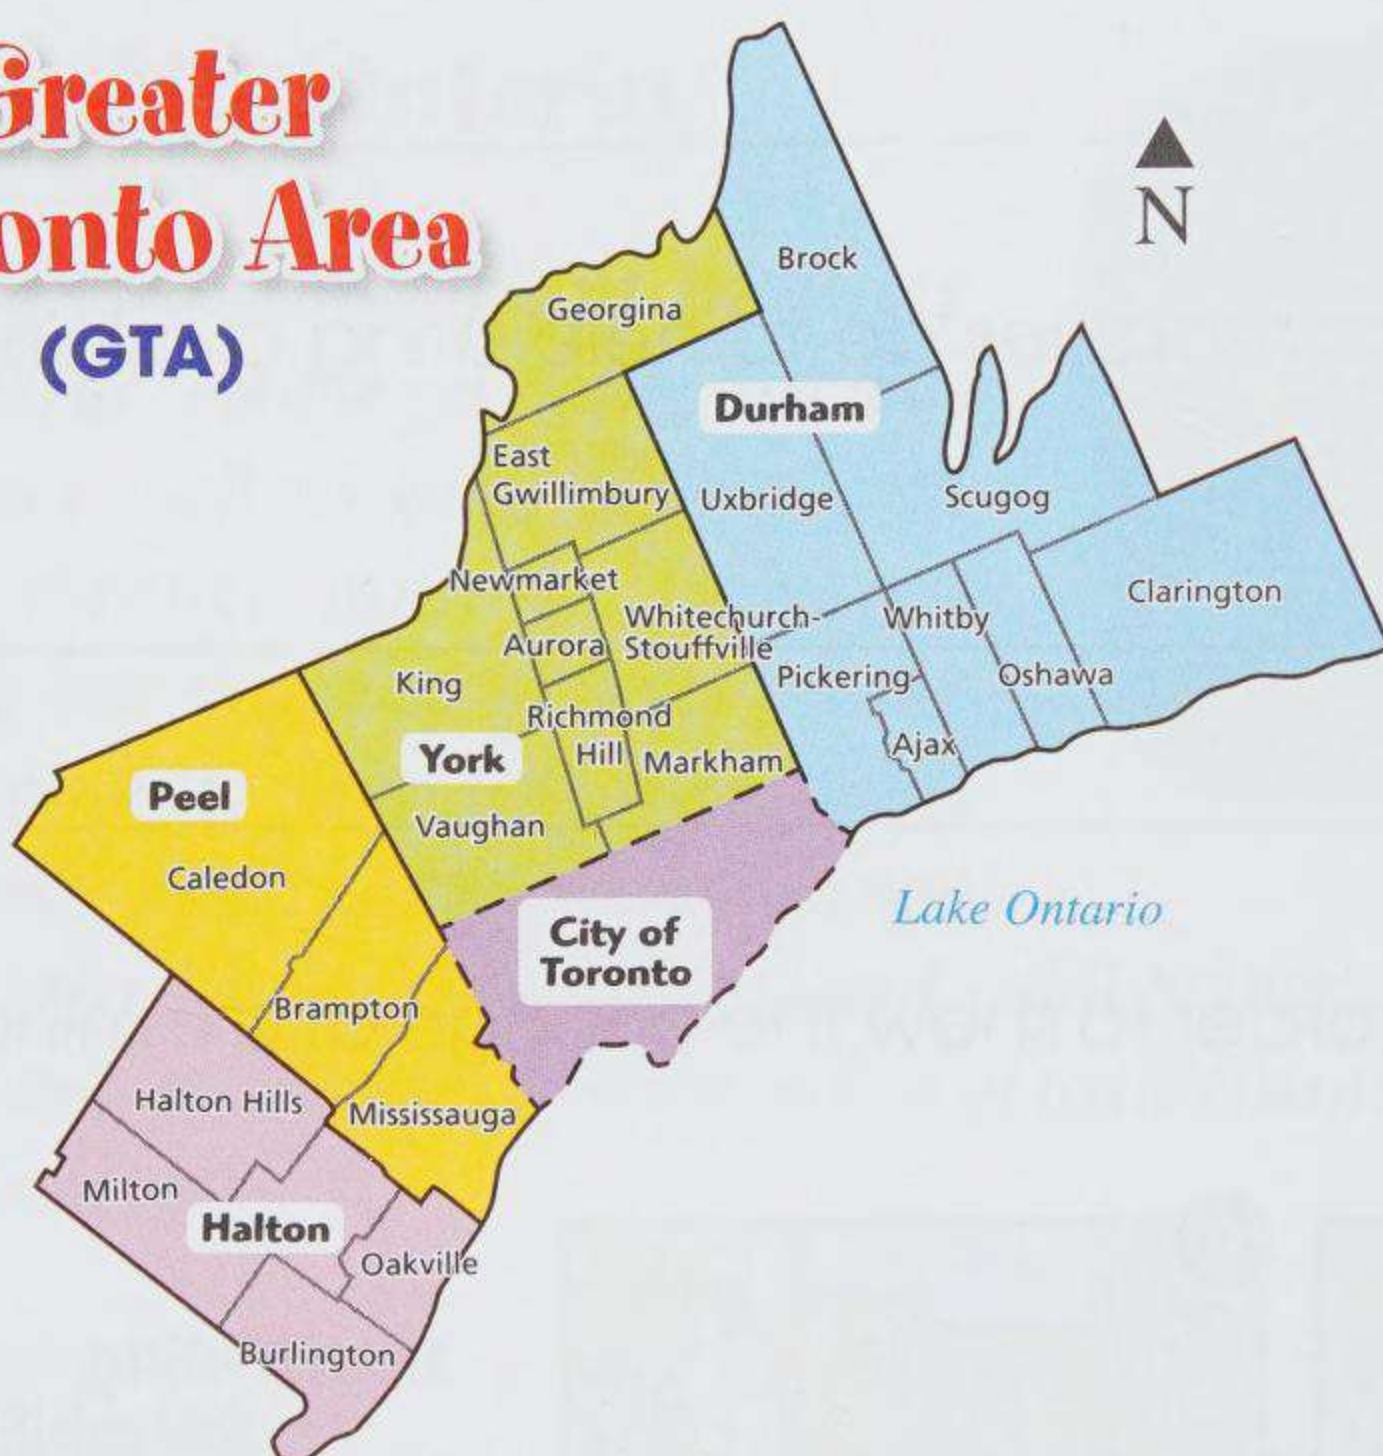 Greater
onto Area
(GTA)
N
Brock
Georgina
Durham
East
Gwillimbury
Uxbridge
Scugog
Newmarket
Whitechurch-
Stouffville
Whitby
Clarington
Aurora
King
Pickering
Oshawa
Richmond
Hill
York
Markham
Ajax
Peel
Vaughan
Caledon
City of
Toronto
Lake Ontario
Brampton
Halton Hills
Mississauga
Milton
Halton
Oakville
Burlington